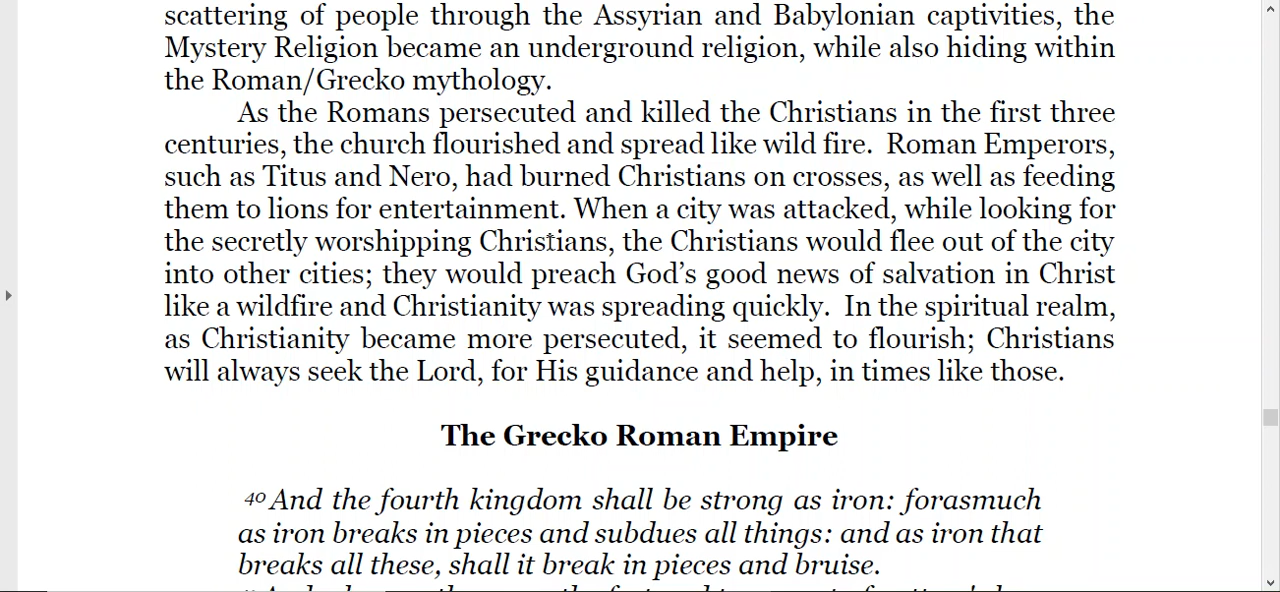 scattering of people through the Assyrian and Babylonian captivities, the
Mystery Religion became an underground religion, while also hiding within
the Roman/Grecko mythology.
As the Romans persecuted and killed the Christians in the first three
centuries, the church flourished and spread like wild fire. Roman Emperors,
such as Titus and Nero, had burned Christians on crosses, as well as feeding
them to lions for entertainment. When a city was attacked, while looking for
the secretly worshipping Christians, the Christians would flee out of the city
into other cities; they would preach God's good news of salvation in Christ
like a wildfire and Christianity was spreading quickly. In the spiritual realm,
as Christianity became more persecuted, it seemed to flourish; Christians
will always seek the Lord, for His guidance and help, in times like those.
The Grecko Roman Empire
40 And the fourth kingdom shall be strong as iron: forasmuch
as iron breaks in pieces and subdues all things: and as iron that
breaks all these, shall it break in pieces and bruise.